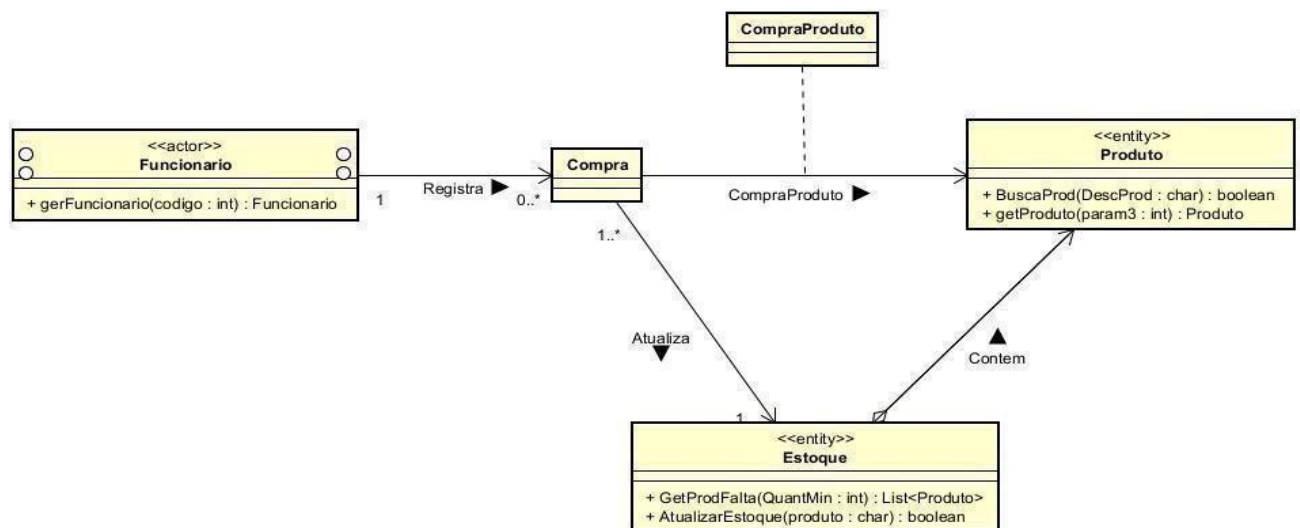 CompraProduto
<<actor>>
Funcionario
+ gerFuncionario(codigo : int) : Funcionario
1
Registra ▶
0..*
Compra
1..*
CompraProduto ▶
<<entity>>
Produto
+ BuscaProd(DescProd : char) : boolean
+ getProduto(param3 : int) : Produto
Atualiza
▼
▲
Contem
1
<<entity>>
Estoque
+ GetProdFalta(QuantMin : int) : List<Produto>
+ AtualizarEstoque(produto : char) : boolean